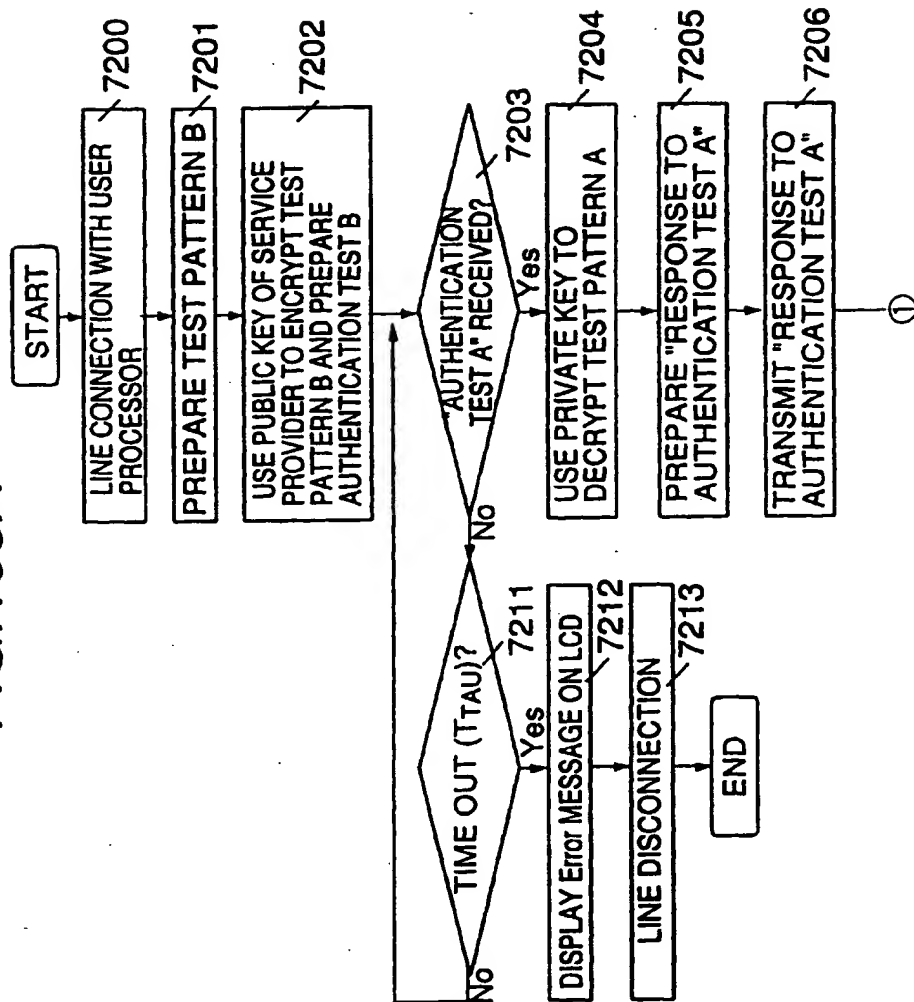 START
LINE CONNECTION WITH USER
PROCESSOR
7200
PREPARE TEST PATTERN B
7201
USE PUBLIC KEY OF SERVICE
PROVIDER TO ENCRYPT TEST
PATTERN B AND PREPARE
AUTHENTICATION TEST B
7202
"AUTHENTICATION
TEST A" RECEIVED?
7203
No
Yes
USE PRIVATE KEY TO
DECRYPT TEST PATTERN A
7204
PREPARE "RESPONSE TO
AUTHENTICATION TEST A"
7205
TRANSMIT "RESPONSE TO
AUTHENTICATION TEST A"
7206
1
TIME OUT (TTAU)?
7211
No
Yes
DISPLAY Error MESSAGE ON LCD
7212
LINE DISCONNECTION
7213
END